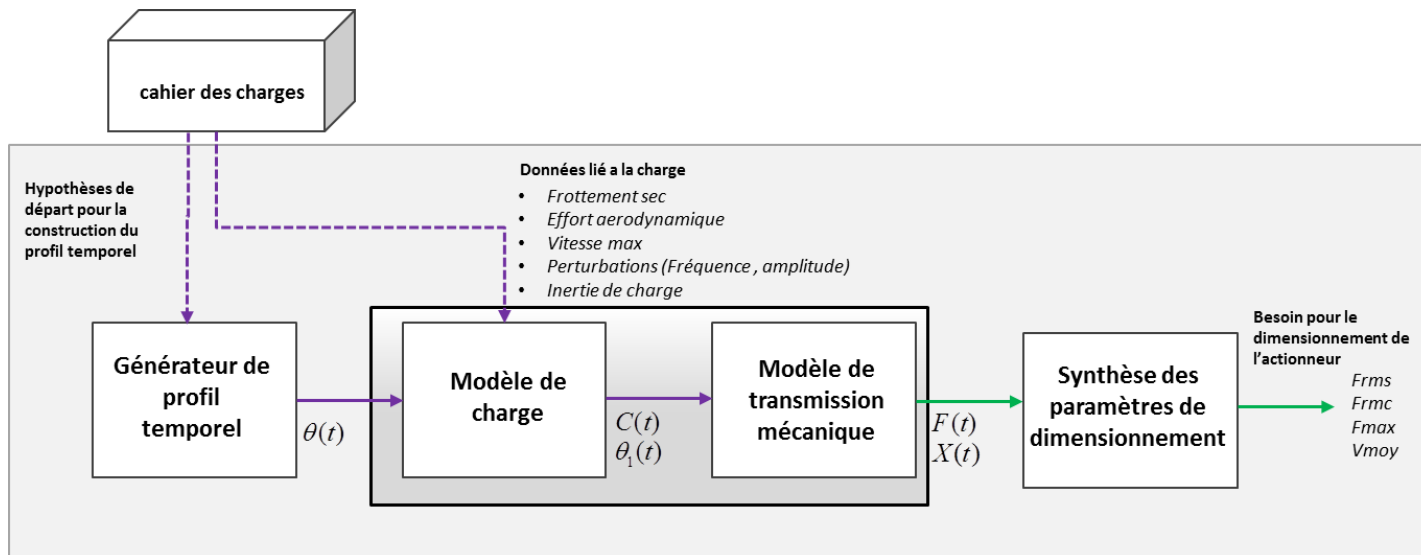 cahier des charges
Hypothèses de
départ pour la
construction du
profil temporel
Données lié a la charge
• Frottement sec
• Effort aerodynamique
• Vitesse max
• Perturbations (Fréquence , amplitude)
• Inertie de charge
Générateur de
profil
temporel
θ(t)
Modèle de
charge
C(t)
θ₁(t)
Modèle de
transmission
mécanique
F(t)
X(t)
Synthèse des
paramètres de
dimensionnement
Besoin pour le
dimensionnement de
l’actionneur
• Frms
• Frmc
• Fmax
• Vmoy